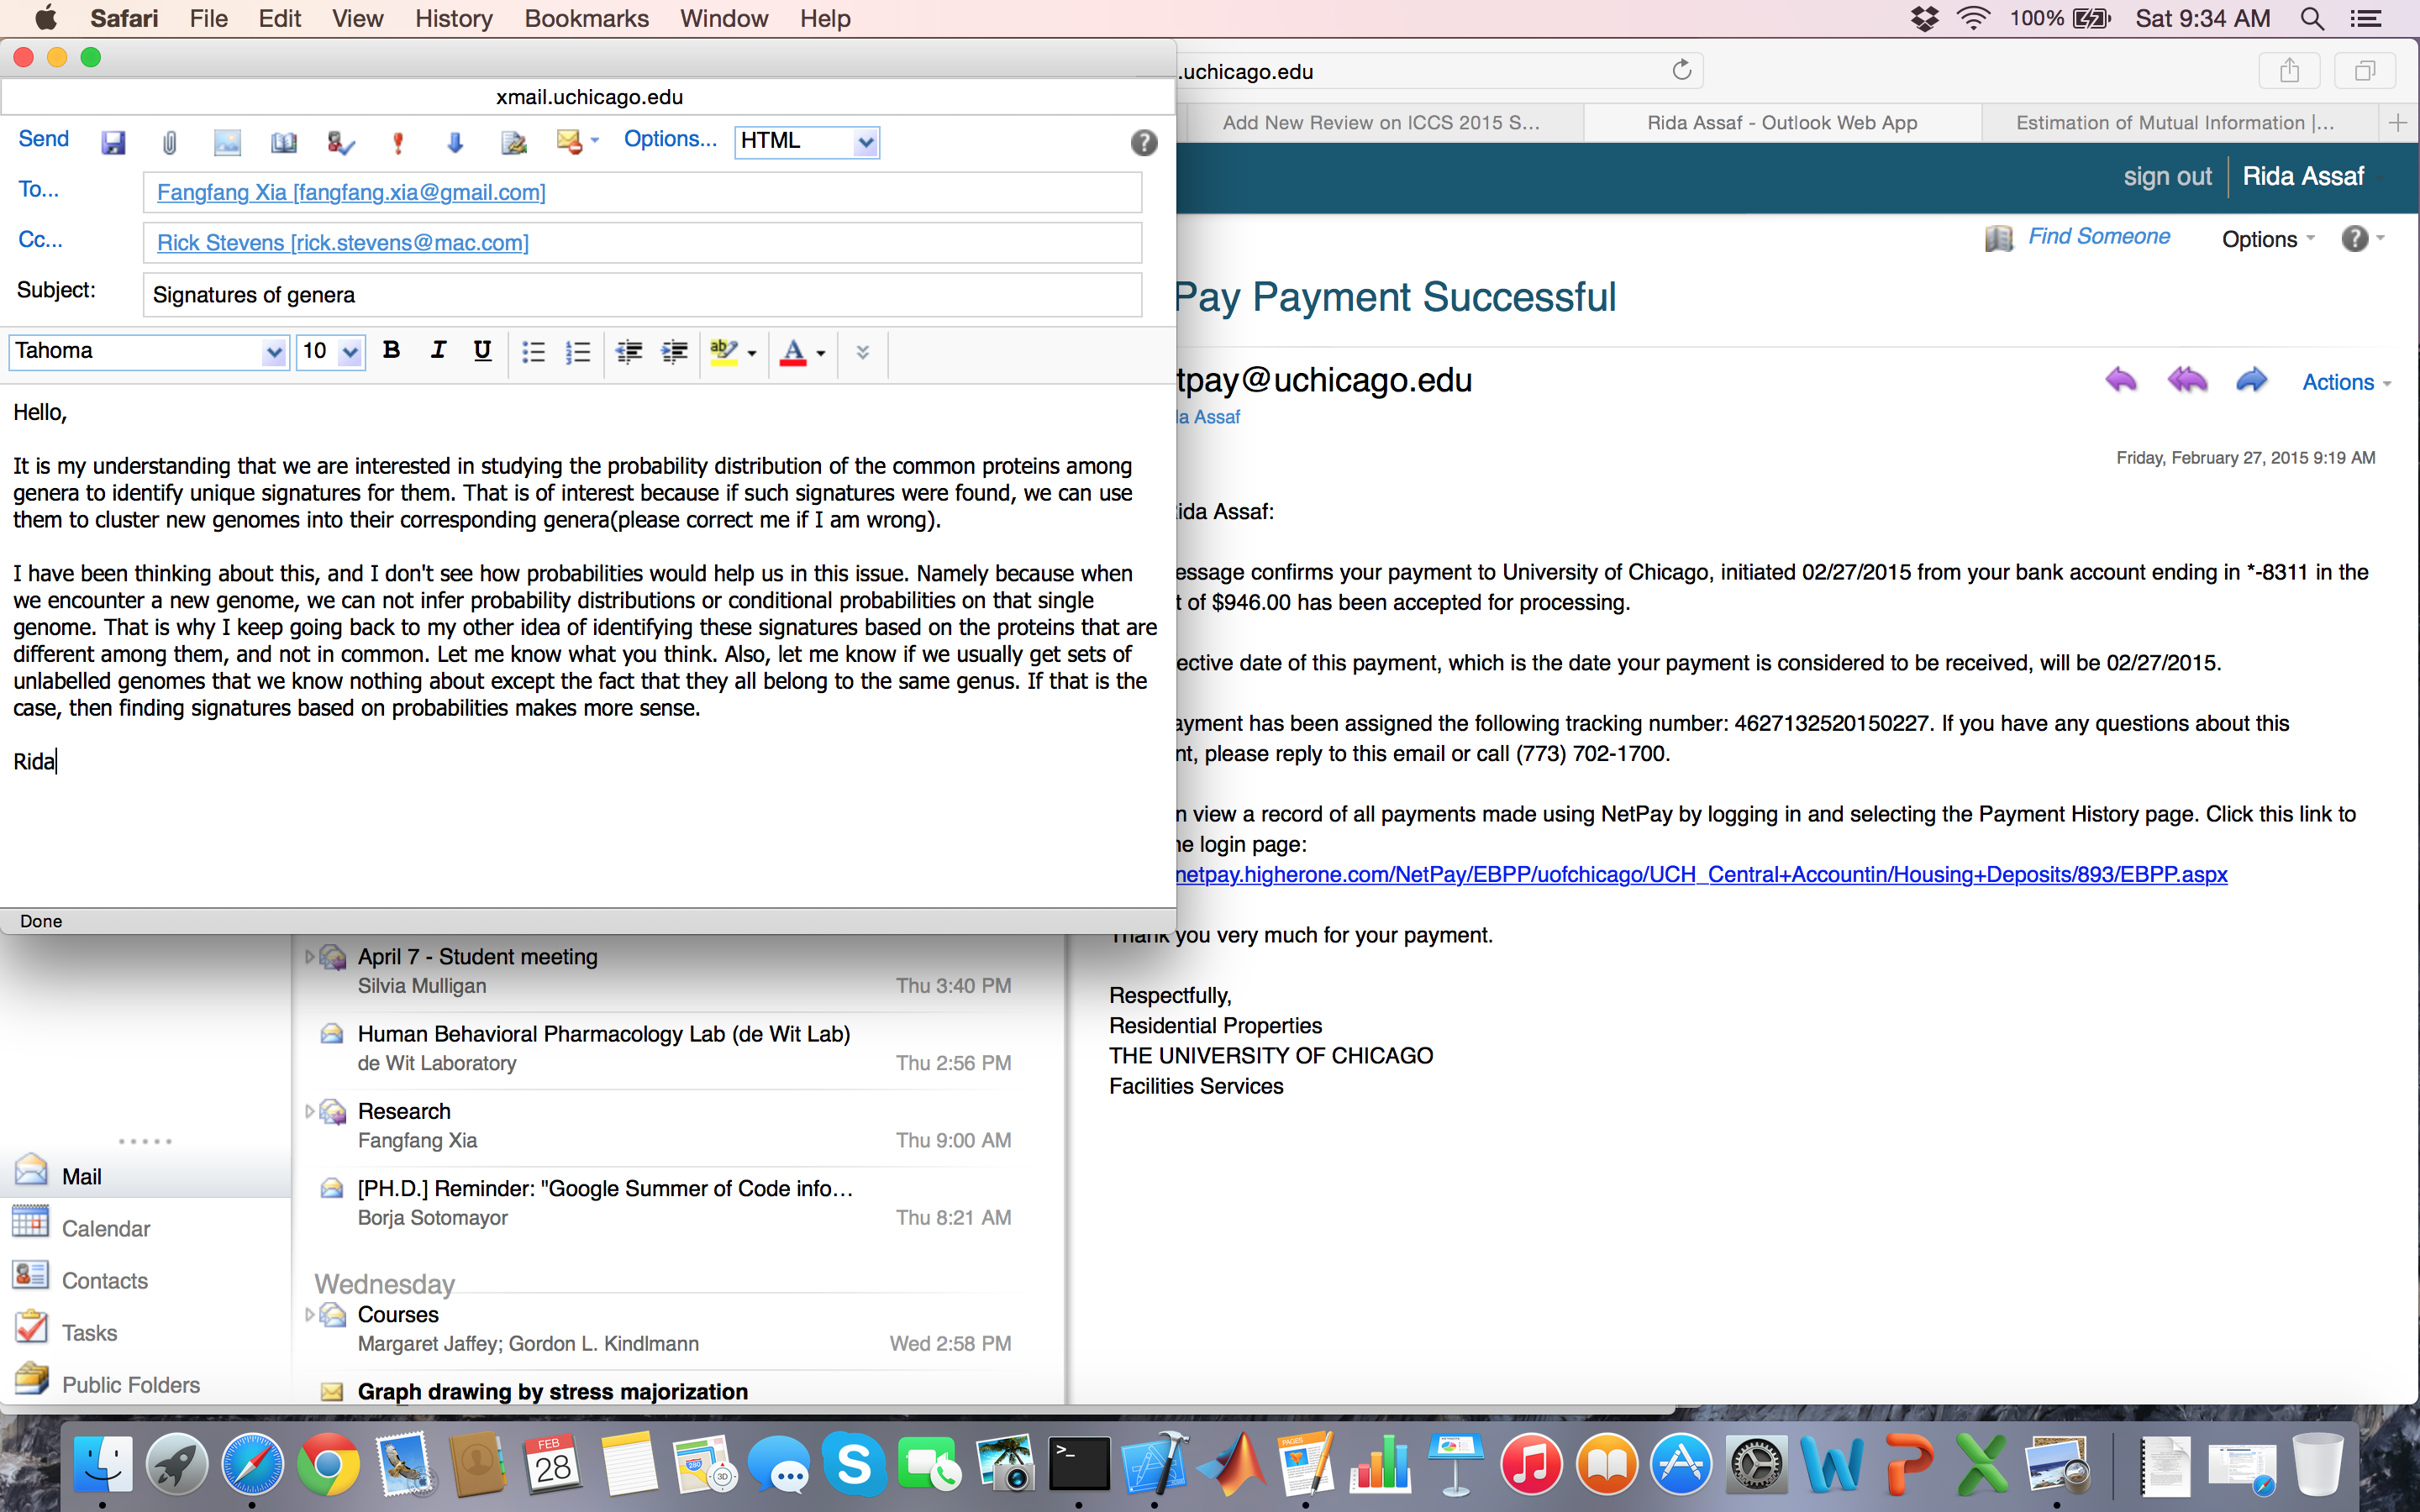 Safari File Edit View History Bookmarks Window Help 100% Sat 9:34 AM
xmail.uchicago.edu
Send Options... HTML
To... Fangfang Xia [fangfang.xia@gmail.com]
Cc... Rick Stevens [rick.stevens@mac.com]
Subject: Signatures of genera
Tahoma 10 B I U
Hello,
It is my understanding that we are interested in studying the probability distribution of the common proteins among
genera to identify unique signatures for them. That is of interest because if such signatures were found, we can use
them to cluster new genomes into their corresponding genera(please correct me if I am wrong).
I have been thinking about this, and I don't see how probabilities would help us in this issue. Namely because when
we encounter a new genome, we can not infer probability distributions or conditional probabilities on that single
genome. That is why I keep going back to my other idea of identifying these signatures based on the proteins that are
different among them, and not in common. Let me know what you think. Also, let me know if we usually get sets of
unlabelled genomes that we know nothing about except the fact that they all belong to the same genus. If that is the
case, then finding signatures based on probabilities makes more sense.
Rida
Done
.uchicago.edu
Add New Review on ICCS 2015 S... Rida Assaf - Outlook Web App Estimation of Mutual Information |...
sign out Rida Assaf
Find Someone Options
Pay Payment Successful
tpay@uchicago.edu
Actions
a Assaf
Friday, February 27, 2015 9:19 AM
ida Assaf:
essage confirms your payment to University of Chicago, initiated 02/27/2015 from your bank account ending in *-8311 in the
t of $946.00 has been accepted for processing.
ective date of this payment, which is the date your payment is considered to be received, will be 02/27/2015.
ayment has been assigned the following tracking number: 4627132520150227. If you have any questions about this
nt, please reply to this email or call (773) 702-1700.
n view a record of all payments made using NetPay by logging in and selecting the Payment History page. Click this link to
ne login page:
netpay.higherone.com/NetPay/EBPP/uofchicago/UCH_Central+Accountin/Housing+Deposits/893/EBPP.aspx
Thank you very much for your payment.
Respectfully,
Residential Properties
THE UNIVERSITY OF CHICAGO
Facilities Services
April 7 - Student meeting
Silvia Mulligan Thu 3:40 PM
Human Behavioral Pharmacology Lab (de Wit Lab)
de Wit Laboratory Thu 2:56 PM
Research
Fangfang Xia Thu 9:00 AM
[PH.D.] Reminder: "Google Summer of Code info...
Borja Sotomayor Thu 8:21 AM
Wednesday
Courses
Margaret Jaffey; Gordon L. Kindlmann Wed 2:58 PM
Graph drawing by stress majorization
Mail
Calendar
Contacts
Tasks
Public Folders
FEB
28
280
3D
PAGES